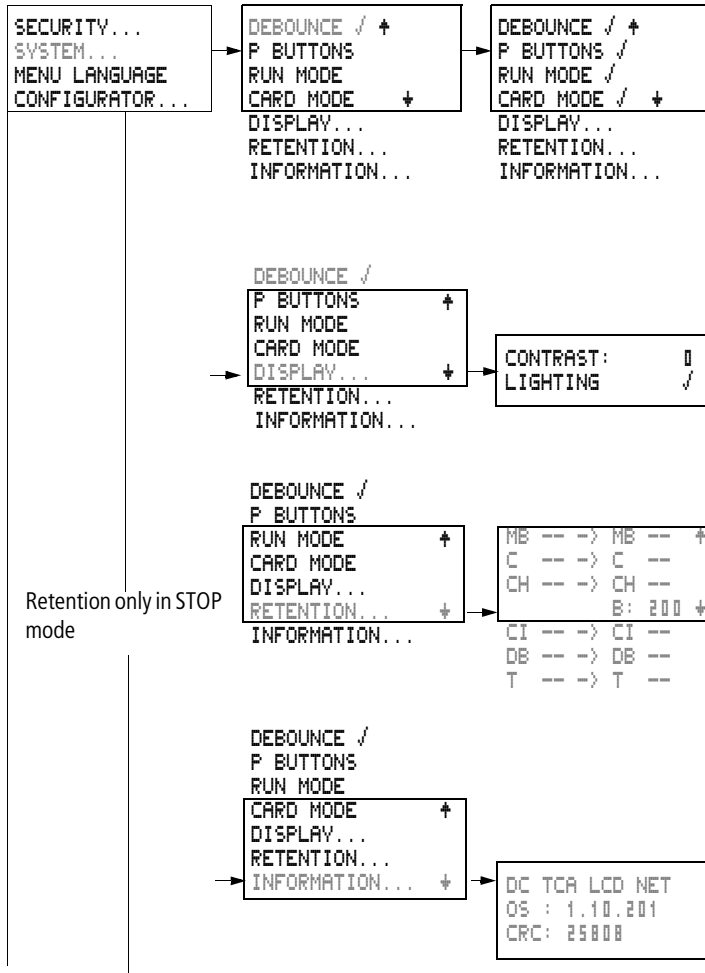 SECURITY...
SYSTEM...
MENU LANGUAGE
CONFIGURATOR...
DEBOUNCE √ ↑
P BUTTONS
RUN MODE
CARD MODE ↓
DISPLAY...
RETENTION...
INFORMATION...
DEBOUNCE √ ↑
P BUTTONS √
RUN MODE √
CARD MODE √ ↓
DISPLAY...
RETENTION...
INFORMATION...
DEBOUNCE √
P BUTTONS ↑
RUN MODE
CARD MODE
DISPLAY... ↓
RETENTION...
INFORMATION...
CONTRAST: 0
LIGHTING √
Retention only in STOP
mode
DEBOUNCE √
P BUTTONS
RUN MODE ↑
CARD MODE
DISPLAY...
RETENTION... ↓
INFORMATION...
MB -- -> MB -- ↑
C -- -> C --
CH -- -> CH --
B: 200 ↓
CI -- -> CI --
DB -- -> DB --
T -- -> T --
DEBOUNCE √
P BUTTONS
RUN MODE
CARD MODE ↑
DISPLAY...
RETENTION...
INFORMATION... ↓
DC TCA LCD NET
OS : 1.10.201
CRC: 25808